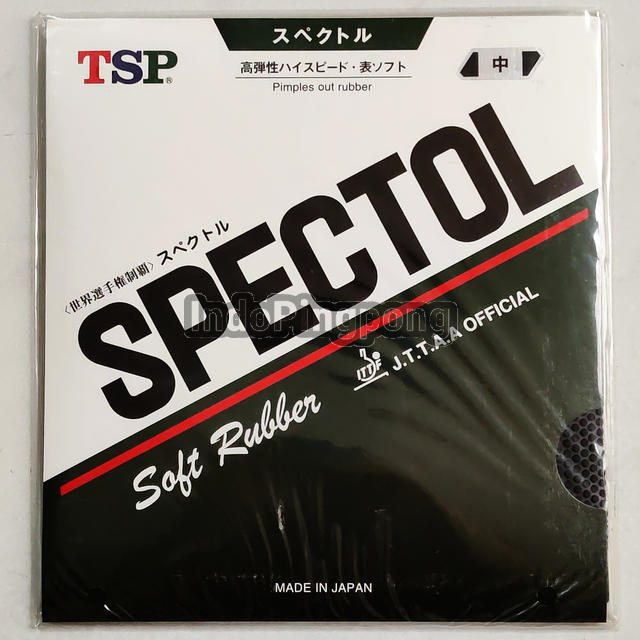 スペクトル
TSP®
高弾性ハイスピード・表ソフト
Pimples out rubber
中
〈世界選手権制覇〉スペクトル
SPECTOL
IndoPingpong
ITTF
J.T.T.A.A OFFICIAL
Soft Rubber
MADE IN JAPAN